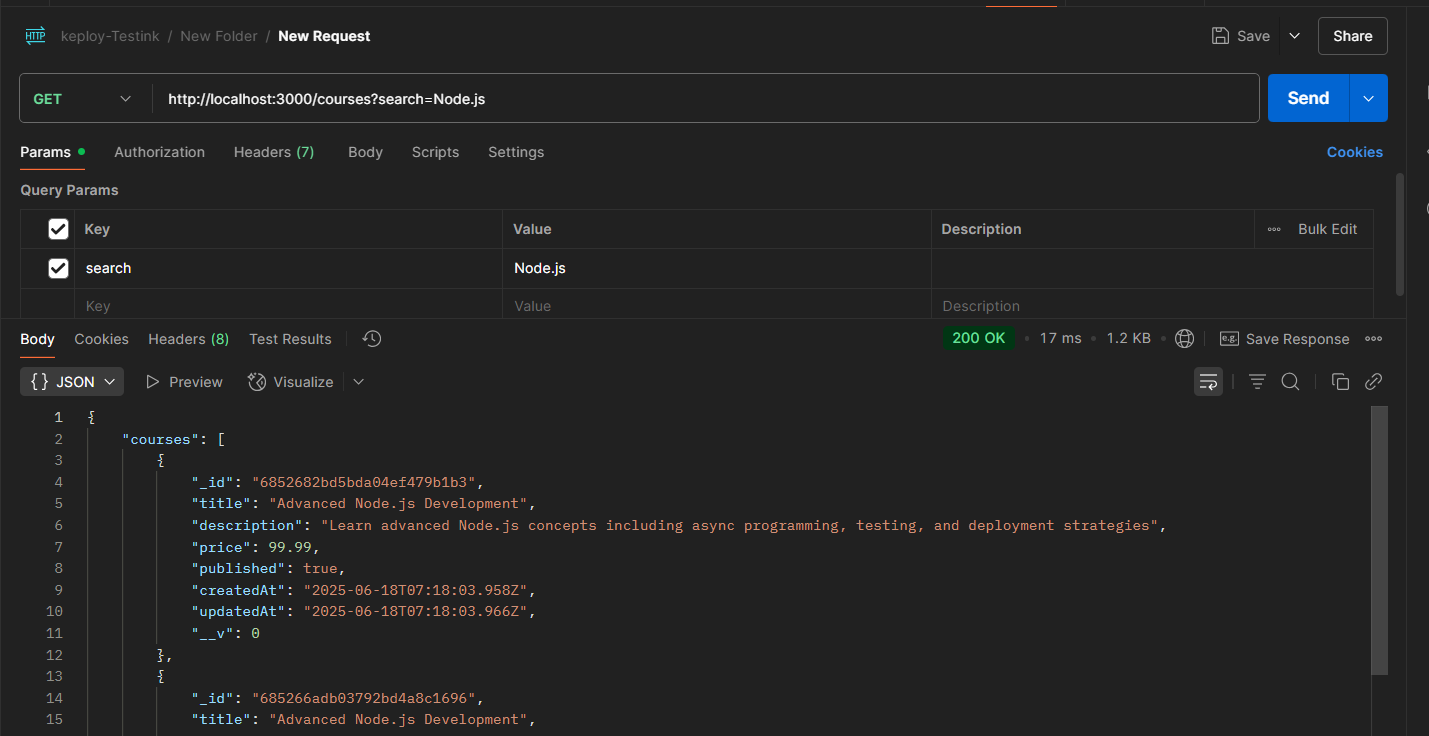 HTTP keploy-Testink / New Folder / New Request Save Share
GET http://localhost:3000/courses?search=Node.js Send
Params Authorization Headers (7) Body Scripts Settings Cookies
Query Params
Key Value Description Bulk Edit
search Node.js
Key Value Description
Body Cookies Headers (8) Test Results 200 OK • 17 ms • 1.2 KB • e.g. Save Response
{} JSON Preview Visualize
1 {
2 "courses": [
3 {
4 "_id": "6852682bd5bda04ef479b1b3",
5 "title": "Advanced Node.js Development",
6 "description": "Learn advanced Node.js concepts including async programming, testing, and deployment strategies",
7 "price": 99.99,
8 "published": true,
9 "createdAt": "2025-06-18T07:18:03.958Z",
10 "updatedAt": "2025-06-18T07:18:03.966Z",
11 "__v": 0
12 },
13 {
14 "_id": "685266adb03792bd4a8c1696",
15 "title": "Advanced Node.js Development",